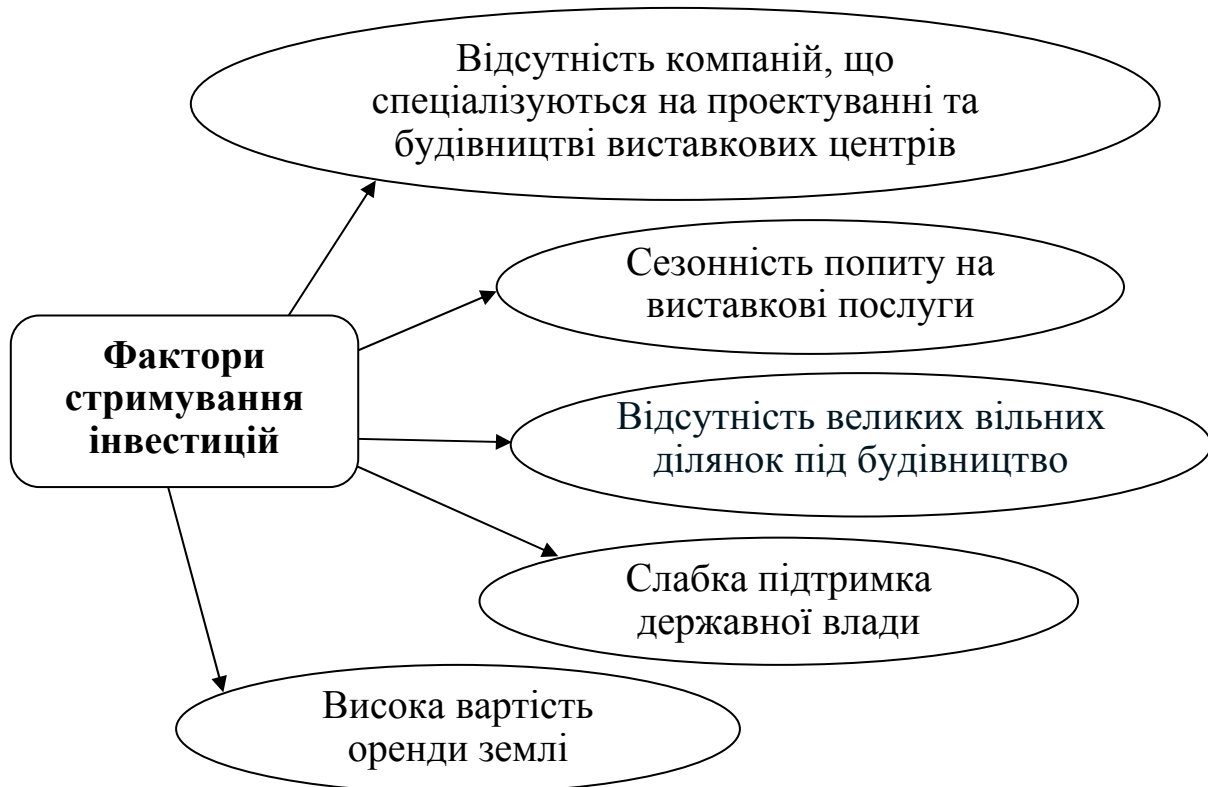 Відсутність компаній, що
спеціалізуються на проектуванні та
будівництві виставкових центрів
Сезонність попиту на
виставкові послуги
Фактори
стримування
інвестицій
Відсутність великих вільних
ділянок під будівництво
Слабка підтримка
державної влади
Висока вартість
оренди землі